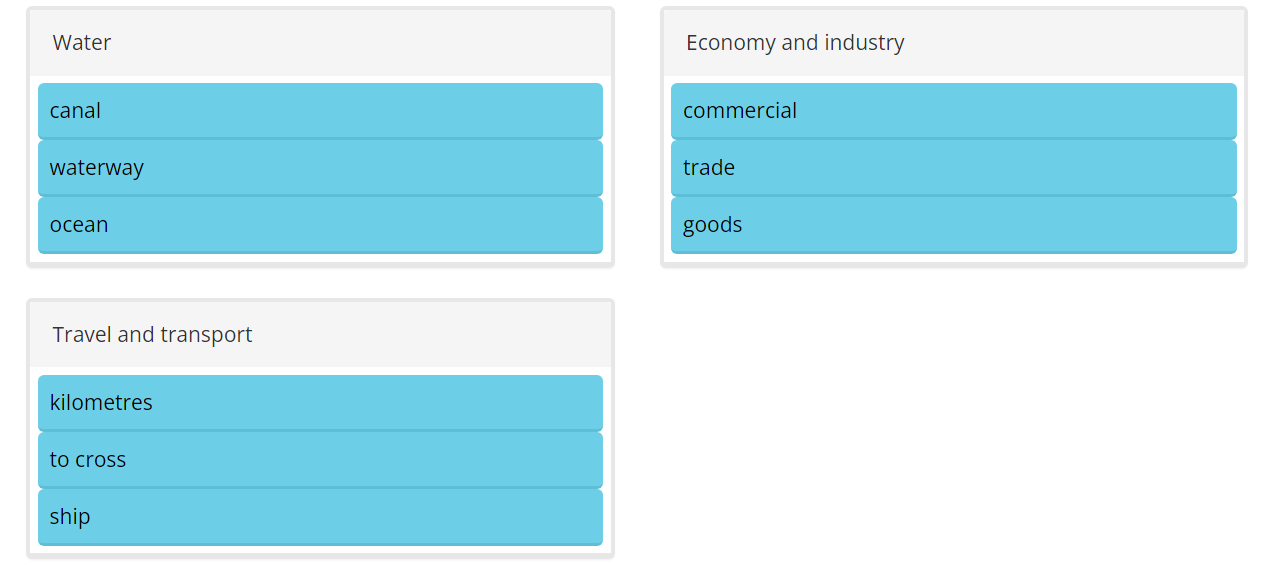 Water
canal
waterway
ocean
Economy and industry
commercial
trade
goods
Travel and transport
kilometres
to cross
ship